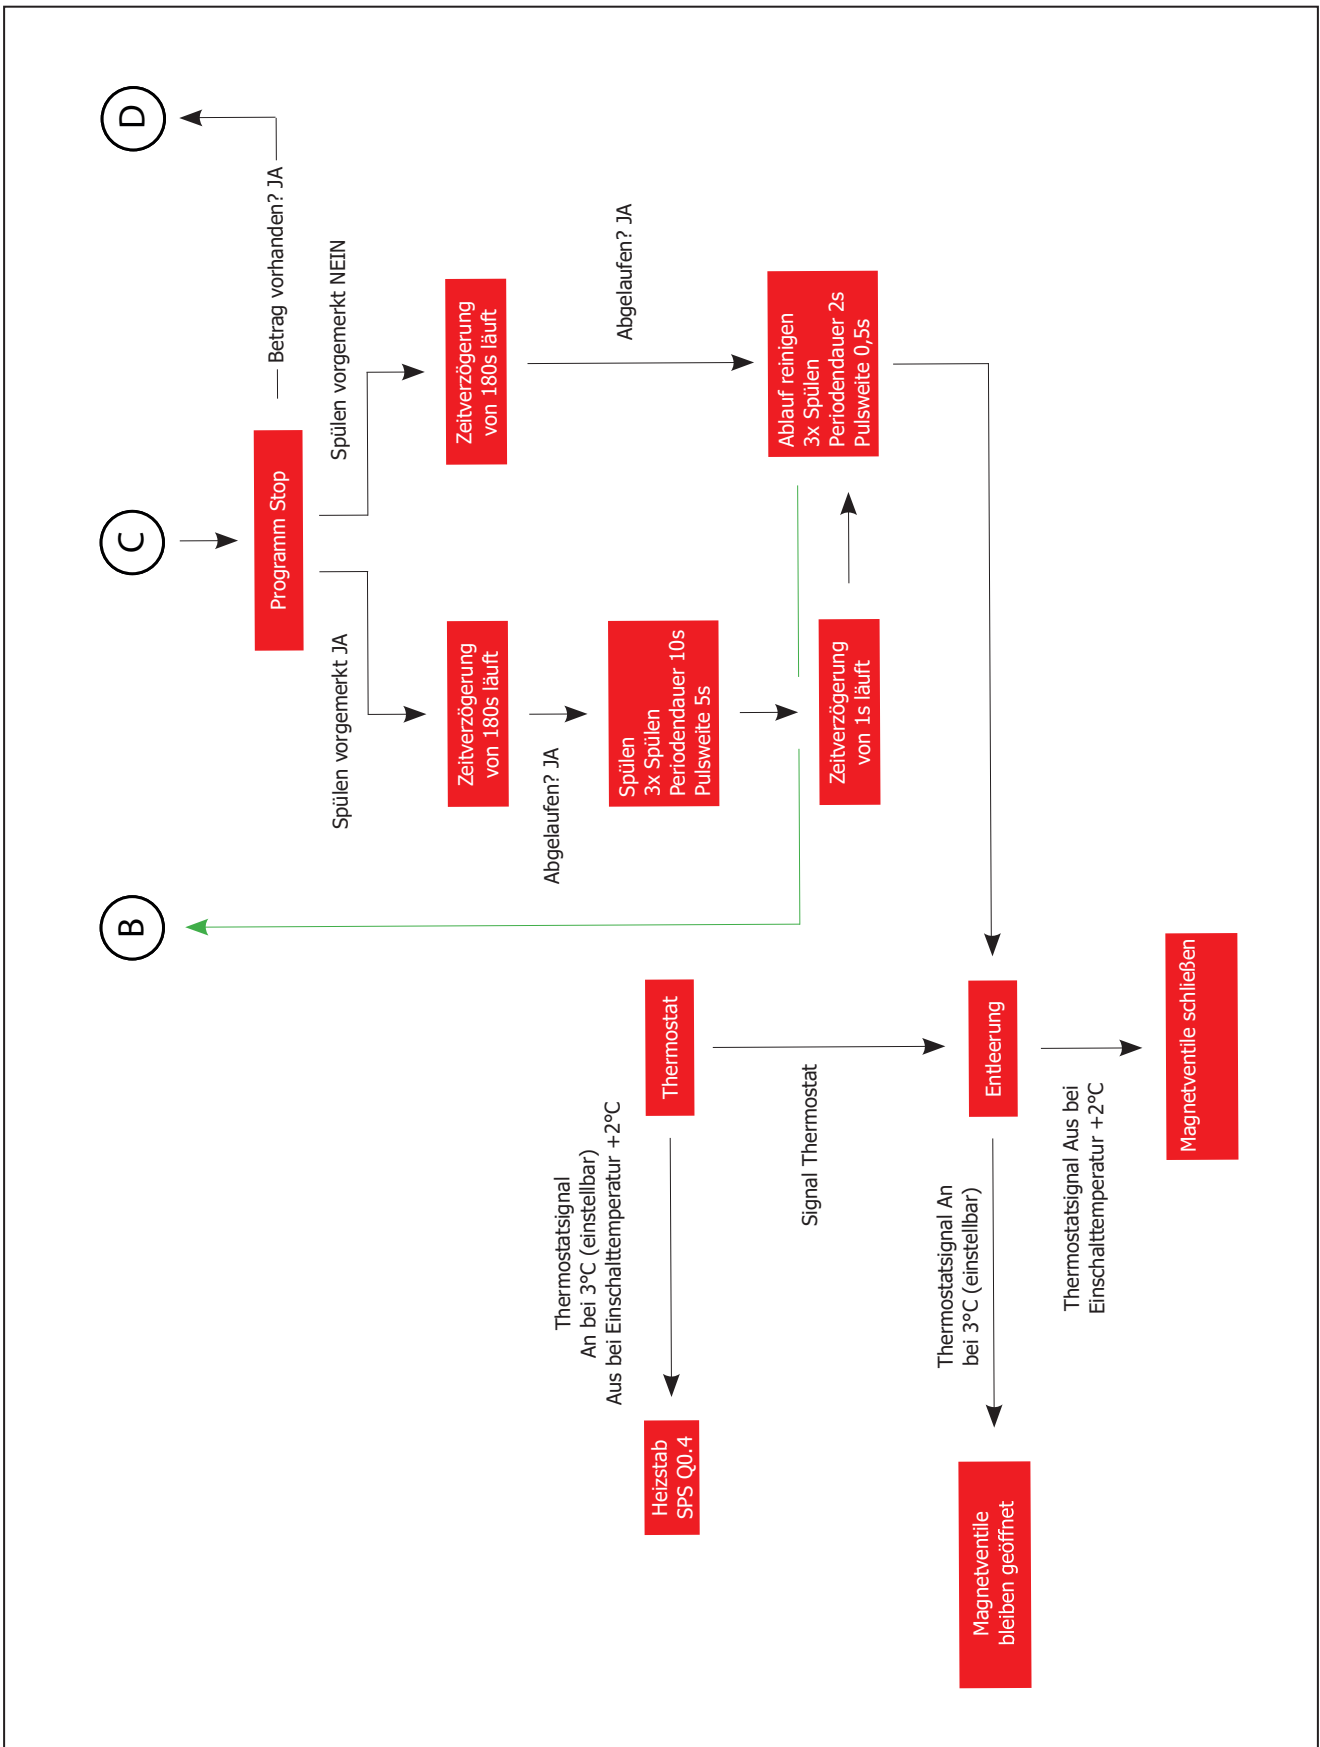 B
C
D
Programm Stop
Betrag vorhanden? JA
Spülen vorgemerkt JA
Spülen vorgemerkt NEIN
Zeitverzögerung
von 180s läuft
Zeitverzögerung
von 180s läuft
Abgelaufen? JA
Abgelaufen? JA
Spülen
3x Spülen
Periodendauer 10s
Pulsweite 5s
Ablauf reinigen
3x Spülen
Periodendauer 2s
Pulsweite 0,5s
Zeitverzögerung
von 1s läuft
Thermostatsignal
An bei 3°C (einstellbar)
Aus bei Einschalttemperatur +2°C
Heizstab
SPS Q0.4
Thermostat
Signal Thermostat
Thermostatsignal An
bei 3°C (einstellbar)
Magnetventile
bleiben geöffnet
Entleerung
Thermostatsignal Aus bei
Einschalttemperatur +2°C
Magnetventile schließen